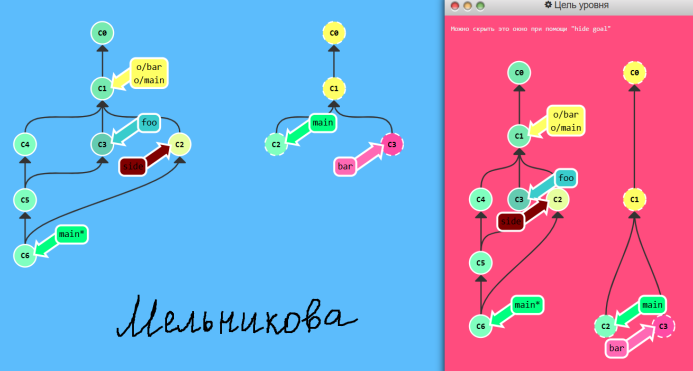 C0
C1
o/bar
o/main
C4
C3
foo
C2
side
C5
main*
C6
C0
C1
main
C2
C3
bar
Мельникова
Цель уровня
Можно скрыть это окно при помощи "hide goal"
C0
C1
o/bar
o/main
foo
C4
C3
C2
side
C5
main*
C6
C0
C1
main
C2
C3
bar